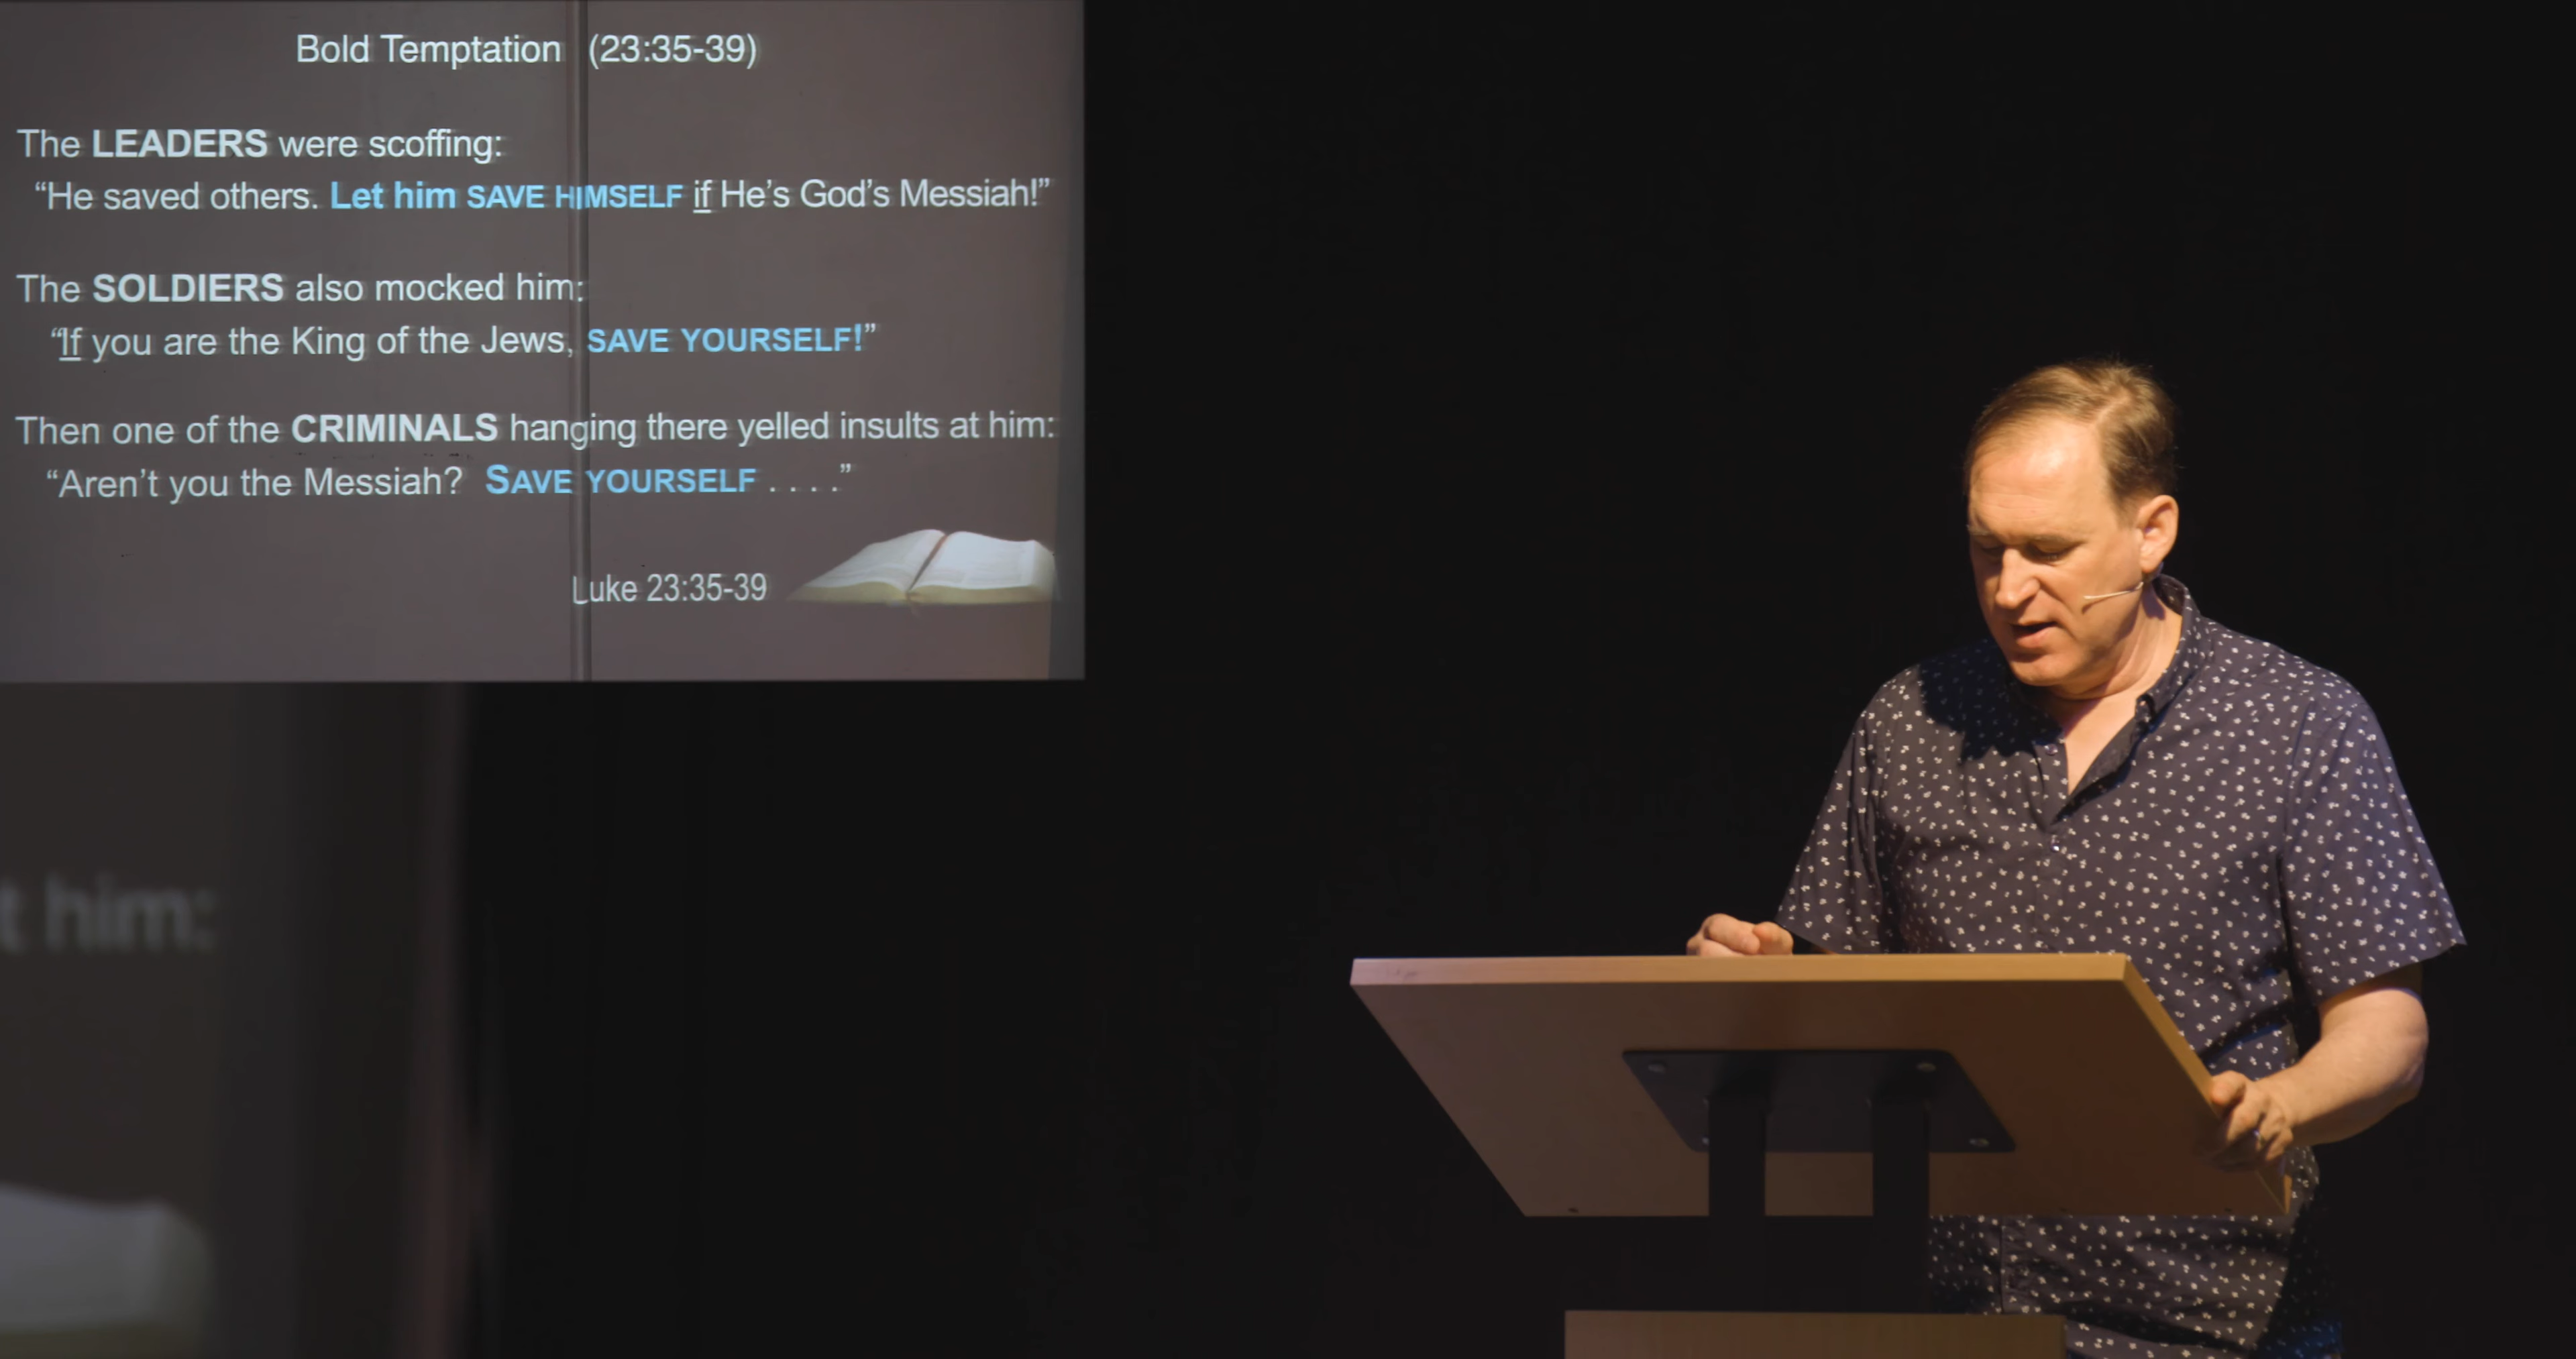 Bold Temptation (23:35-39)
The LEADERS were scoffing:
“He saved others. Let him SAVE HIMSELF if He’s God’s Messiah!”
The SOLDIERS also mocked him:
“If you are the King of the Jews, SAVE YOURSELF!”
Then one of the CRIMINALS hanging there yelled insults at him:
“Aren’t you the Messiah? SAVE YOURSELF . . . .”
Luke 23:35-39
t him: